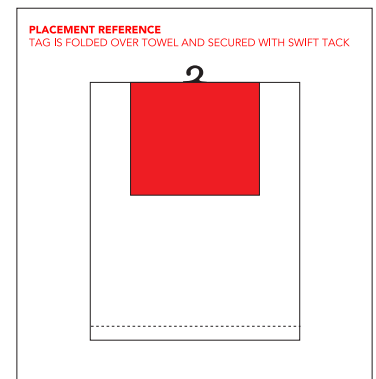 PLACEMENT REFERENCE
TAG IS FOLDED OVER TOWEL AND SECURED WITH SWIFT TACK